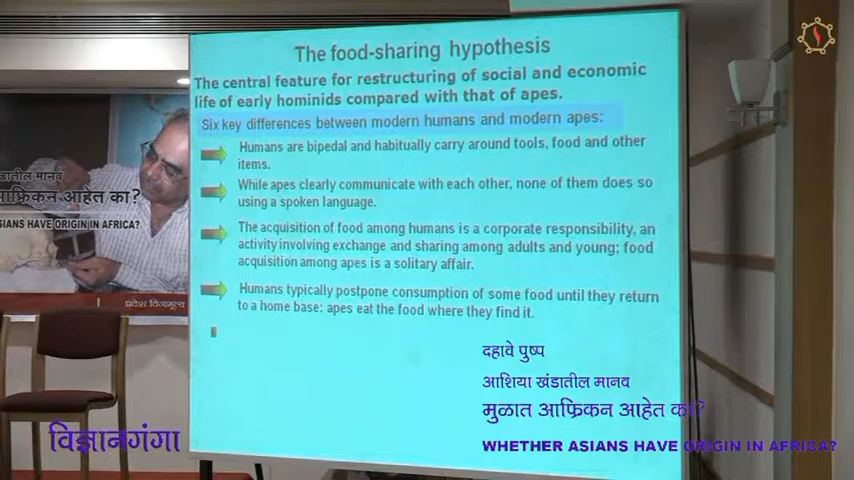 The food-sharing hypothesis
The central feature for restructuring of social and economic
life of early hominids compared with that of apes.
Six key differences between modern humans and modern apes:
Humans are bipedal and habitually carry around tools, food and other
items.
While apes clearly communicate with each other, none of them does so
using a spoken language.
The acquisition of food among humans is a corporate responsibility, an
activity involving exchange and sharing among adults and young; food
acquisition among apes is a solitary affair.
Humans typically postpone consumption of some food until they return
to a home base: apes eat the food where they find it.
डातील मानव
आफ्रिकन आहेत का?
SIANS HAVE ORIGIN IN AFRICA?
प्रवेश विनामूल्य
दहावे पुष्प
आशिया खंडातील मानव
मुळात आफ्रिकन आहेत का?
WHETHER ASIANS HAVE ORIGIN IN AFRICA?
विज्ञानगंगा